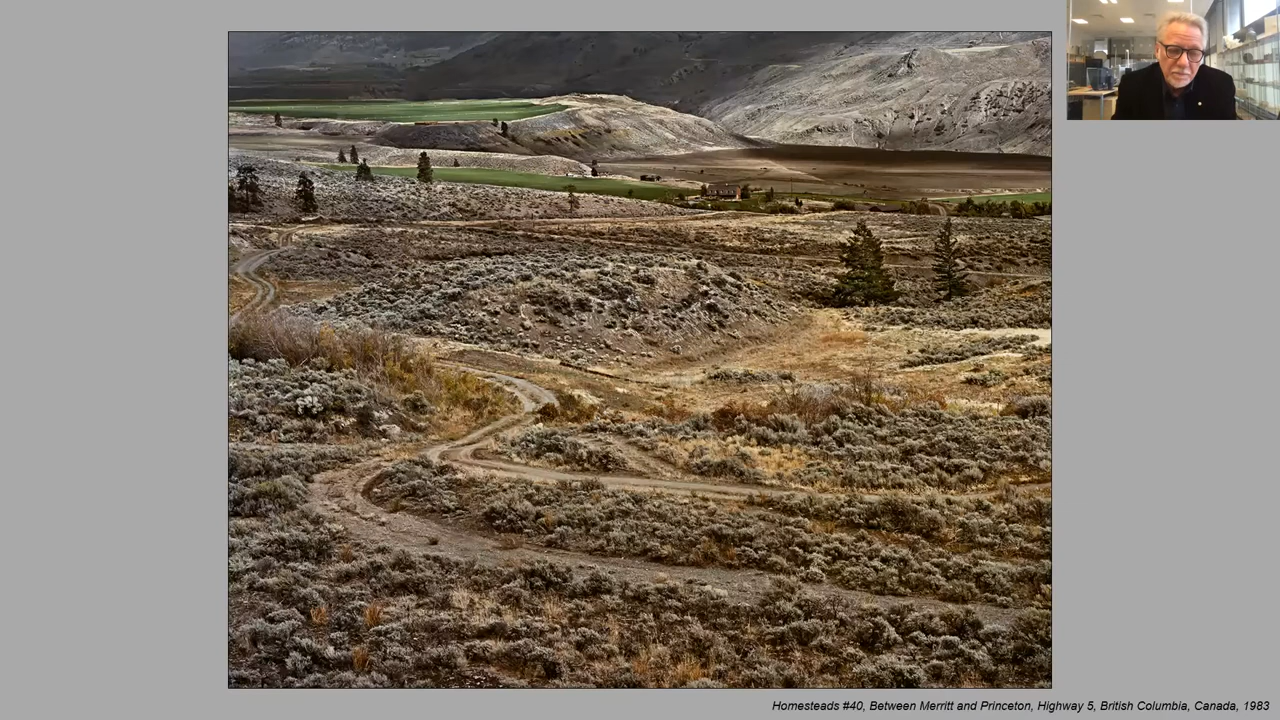 Homesteads #40, Between Merritt and Princeton, Highway 5, British Columbia, Canada, 1983